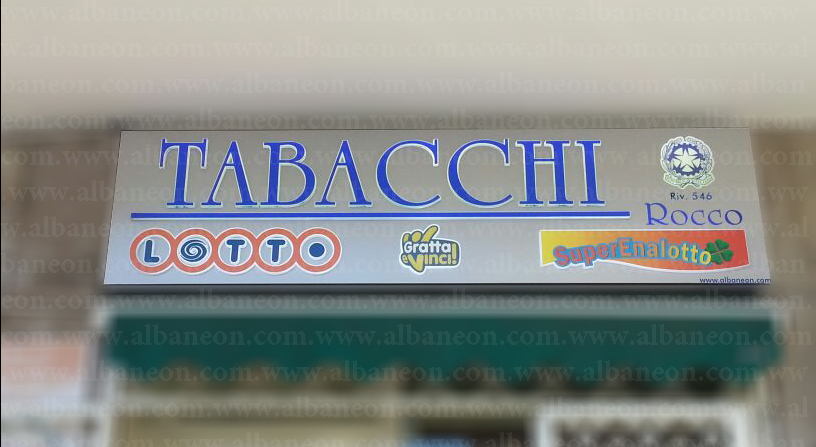 TABACCHI
Riv. 546
Rocco
LOTTO
Gratta
e Vinci!
SuperEnalotto
www.albaneon.com